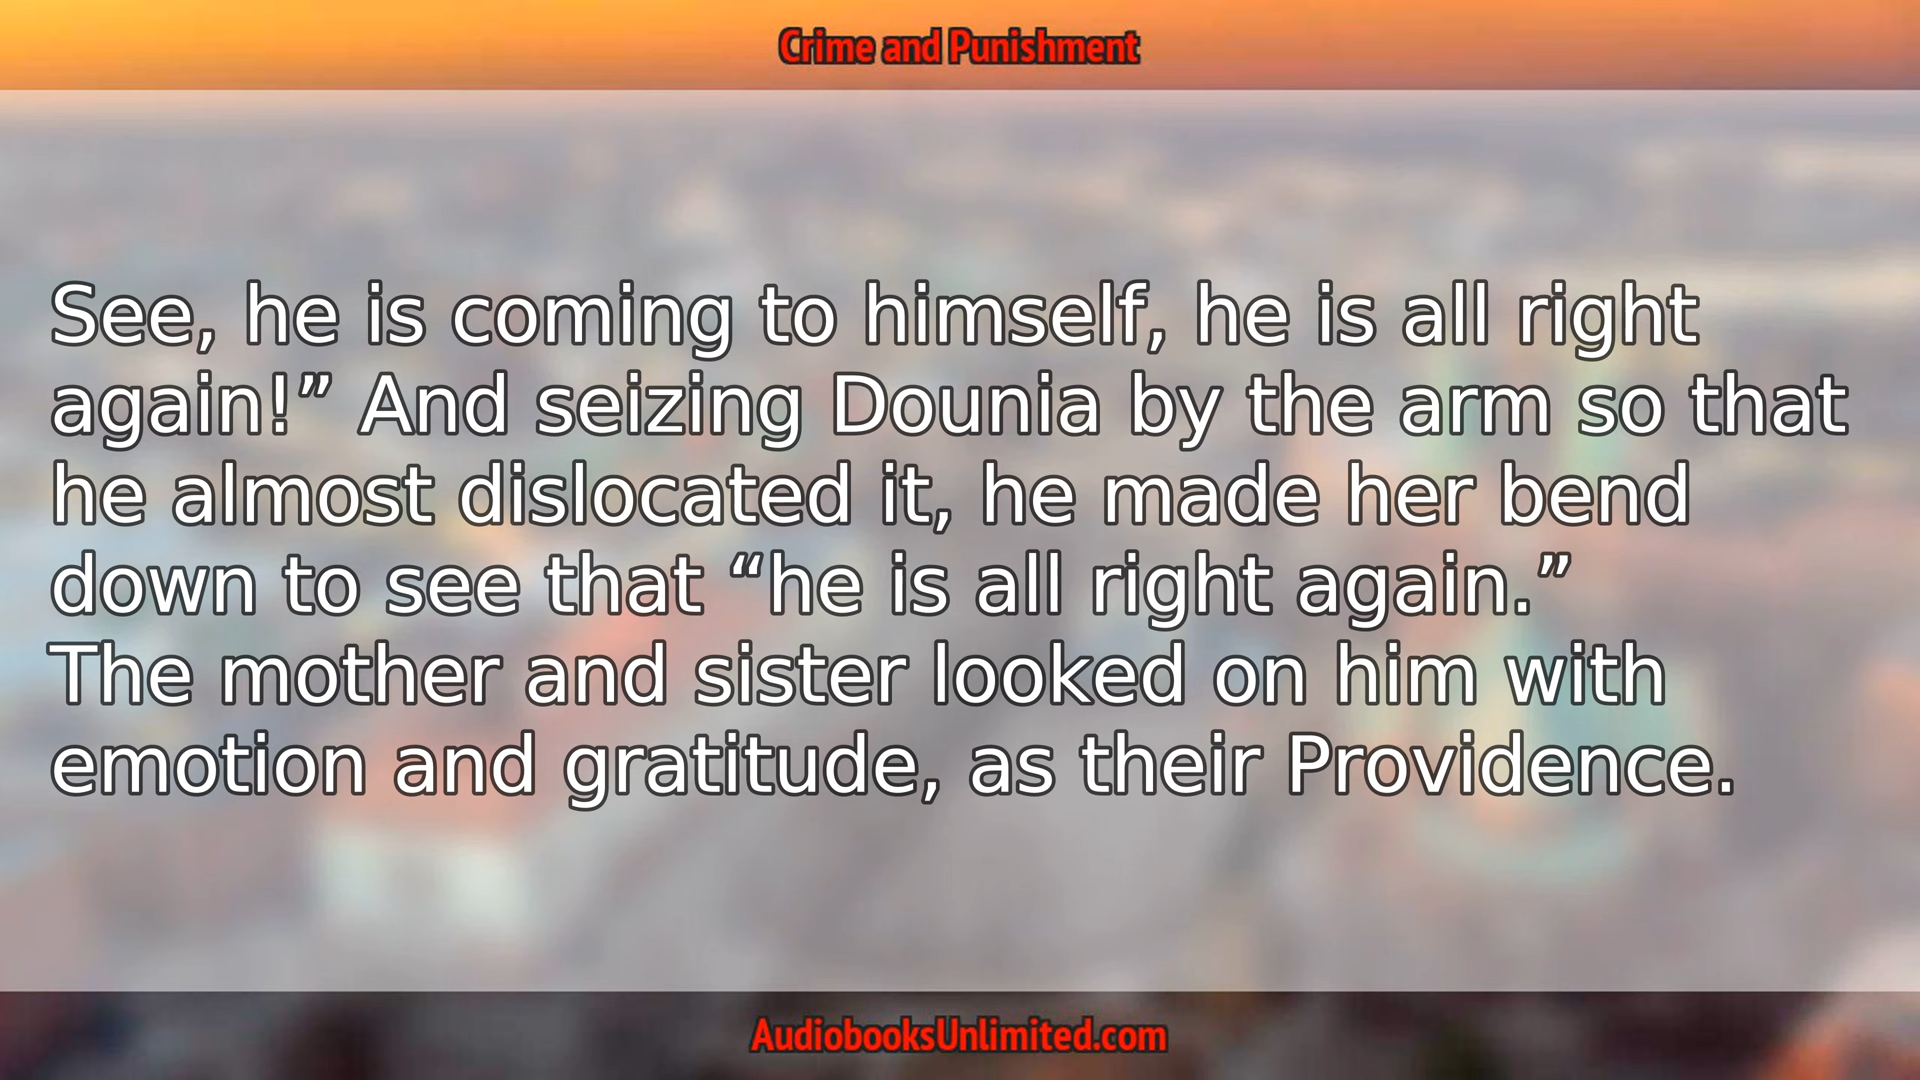 Crime and Punishment
See, he is coming to himself, he is all right
again!” And seizing Dounia by the arm so that
he almost dislocated it, he made her bend
down to see that “he is all right again.”
The mother and sister looked on him with
emotion and gratitude, as their Providence.
AudiobooksUnlimited.com